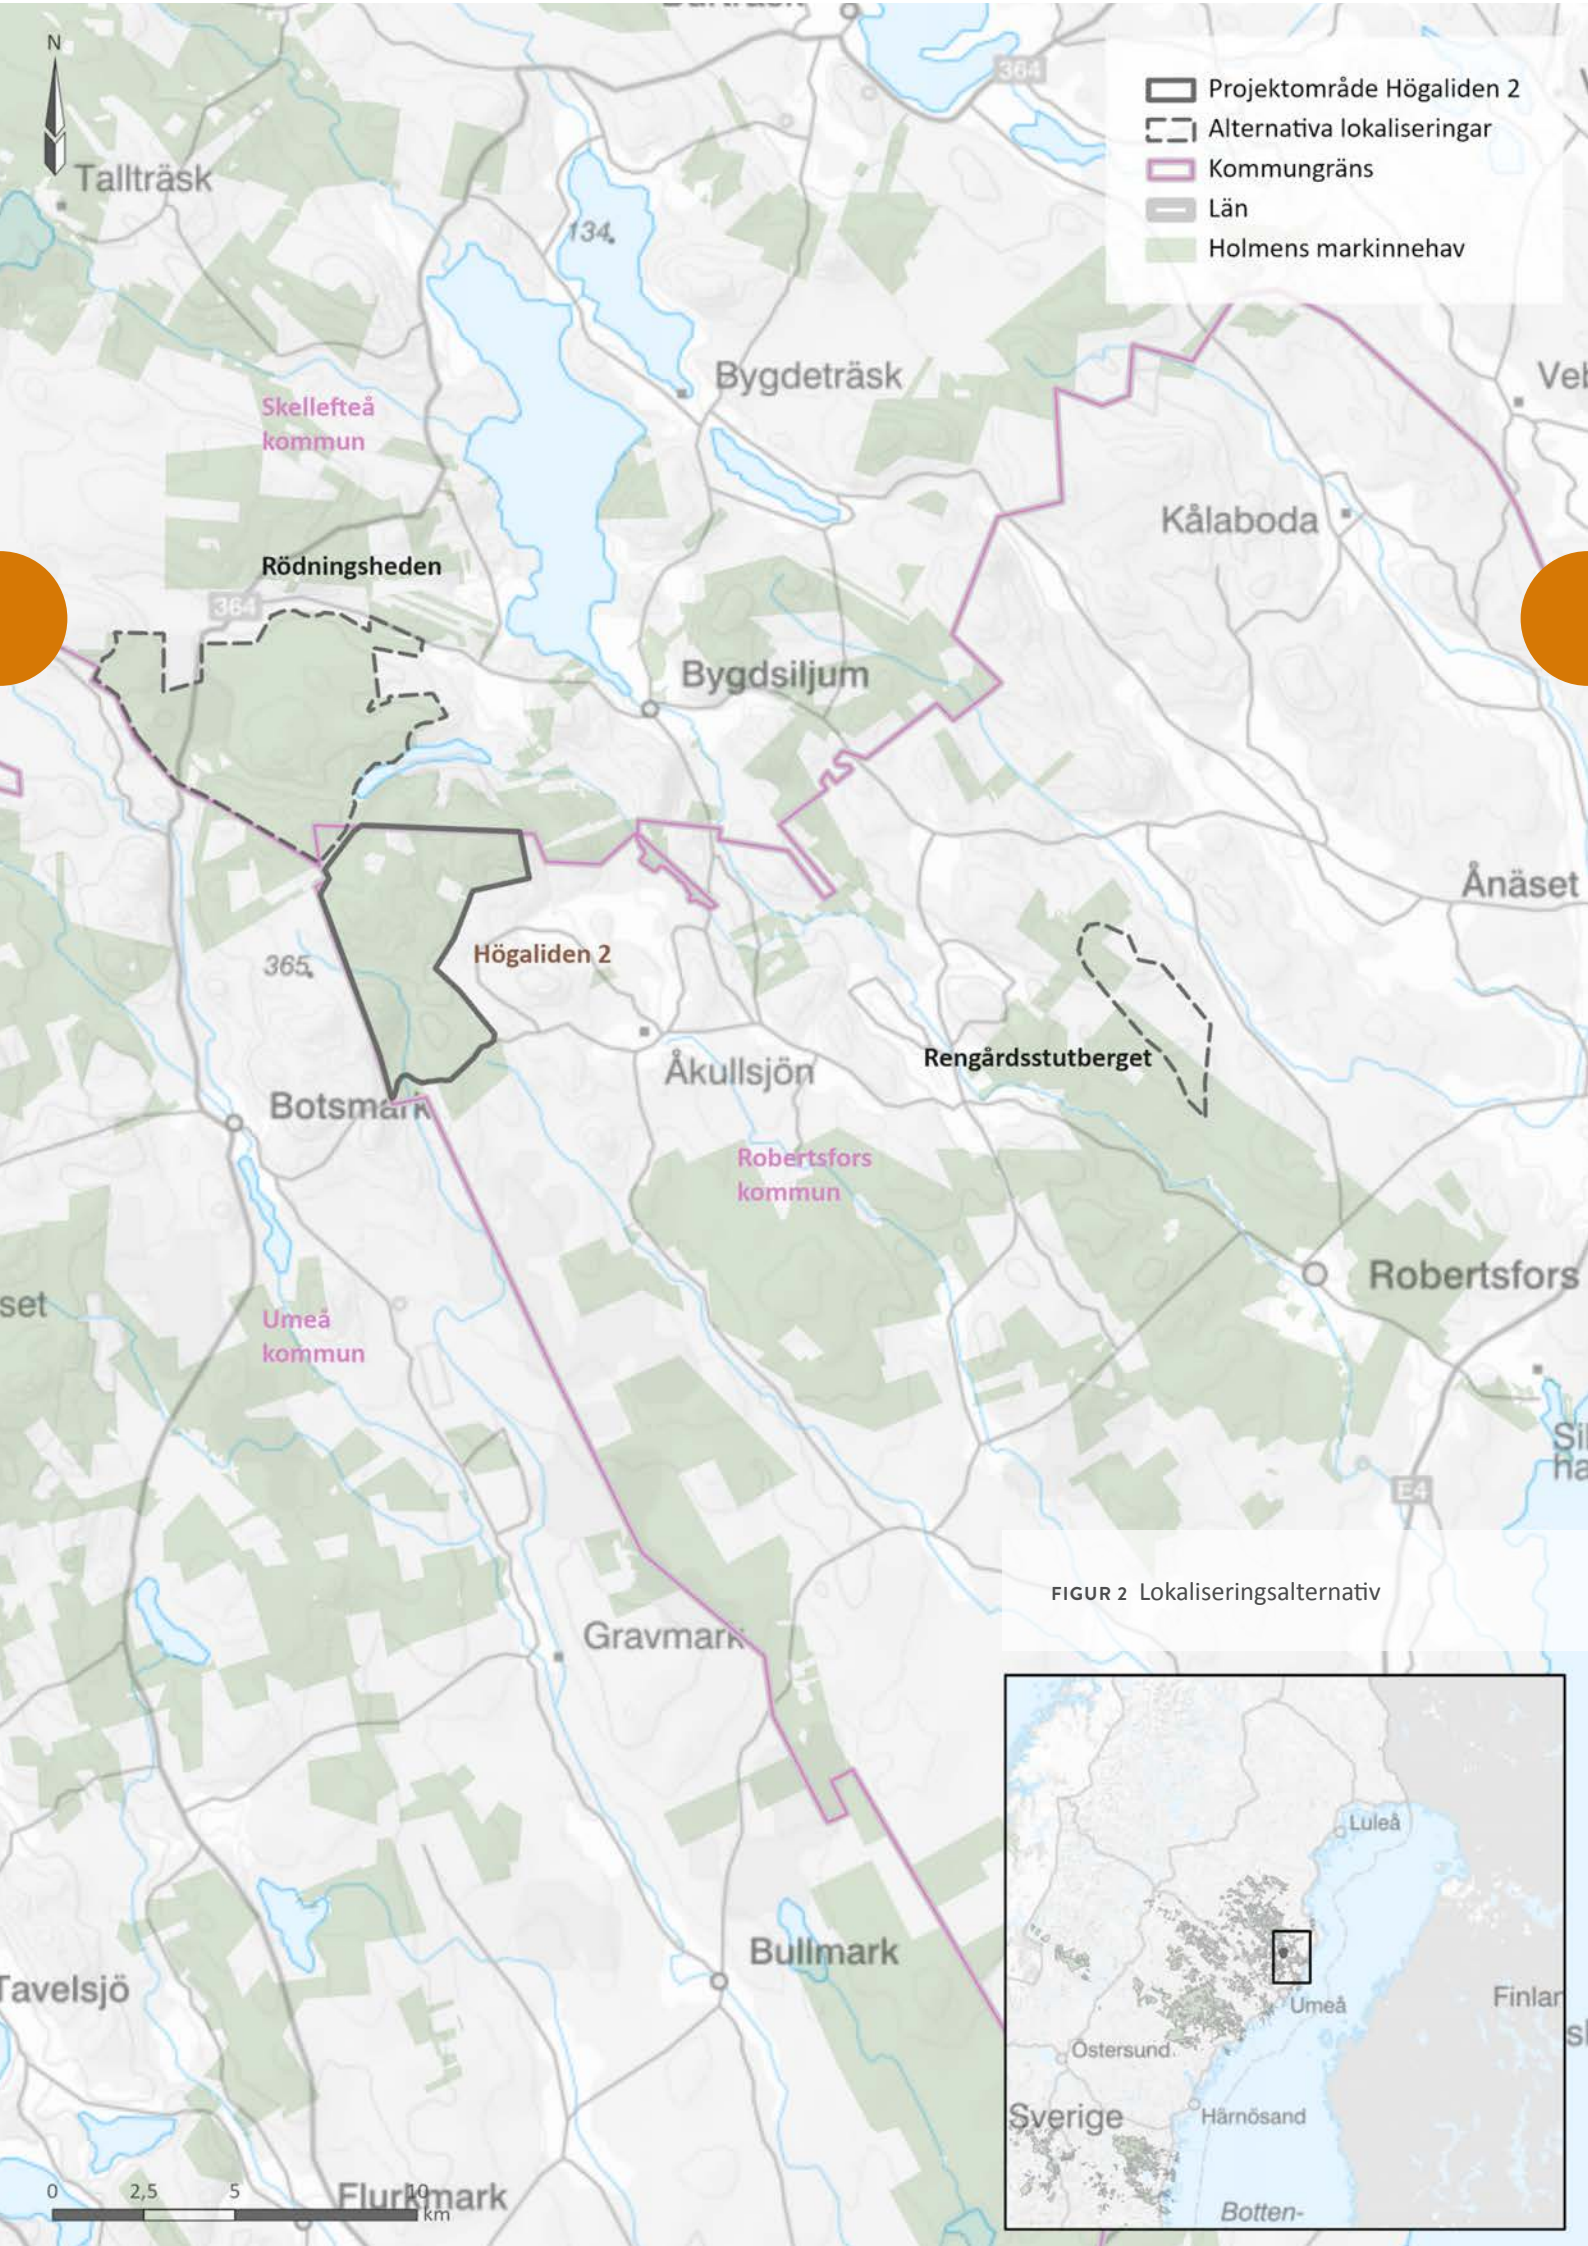 N
364
Projektområde Högaliden 2
Alternativa lokaliseringar
Kommungräns
Län
Holmens markinnehav
Tallträsk
134
Bygdeträsk
Skellefteå
kommun
Kålaboda
Rödningsheden
364
Bygdsiljum
Ånäset
Högaliden 2
365
Rengårdsstutberget
Åkullsjön
Botsmark
Robertsfors
kommun
Robertsfors
Umeå
kommun
E4
FIGUR 2 Lokaliseringsalternativ
Gravmark
Luleå
Bullmark
Tavelsjö
Umeå
Finlan
Östersund
Sverige
Härnösand
Botten-
0 2,5 5 10
km
Flurkmark